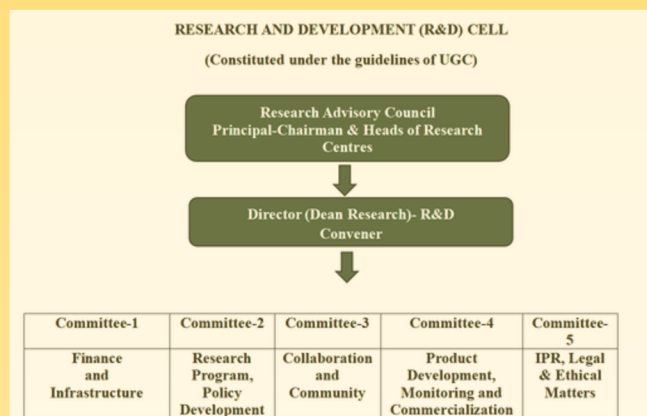 RESEARCH AND DEVELOPMENT (R&D) CELL
(Constituted under the guidelines of UGC)
Research Advisory Council
Principal-Chairman & Heads of Research
Centres
Director (Dean Research)- R&D
Convener
Committee-1
Committee-2
Committee-3
Committee-4
Committee-
5
Finance
and
Infrastructure
Research
Program,
Policy
Development
Collaboration
and
Community
Product
Development,
Monitoring and
Commercialization
IPR, Legal
& Ethical
Matters